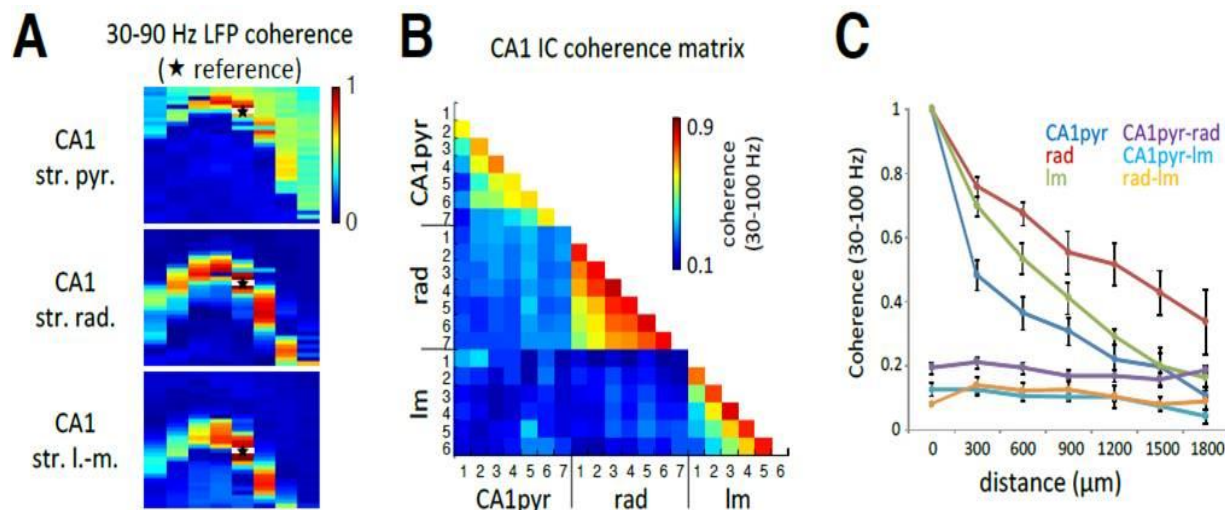 A
30-90 Hz LFP coherence
(★ reference)
CA1
str. pyr.
CA1
str. rad.
CA1
str. l.-m.
1
0
B
CA1 IC coherence matrix
CA1pyr
1
2
3
4
5
6
7
rad
1
2
3
4
5
6
7
lm
1
2
3
4
5
6
1 2 3 4 5 6 7 1 2 3 4 5 6 7 1 2 3 4 5 6
CA1pyr rad lm
0.9
0.1
coherence
(30-100 Hz)
C
Coherence (30-100 Hz)
1
0.8
0.6
0.4
0.2
0
CA1pyr CA1pyr-rad
rad CA1pyr-lm
lm rad-lm
0 300 600 900 1200 1500 1800
distance (µm)